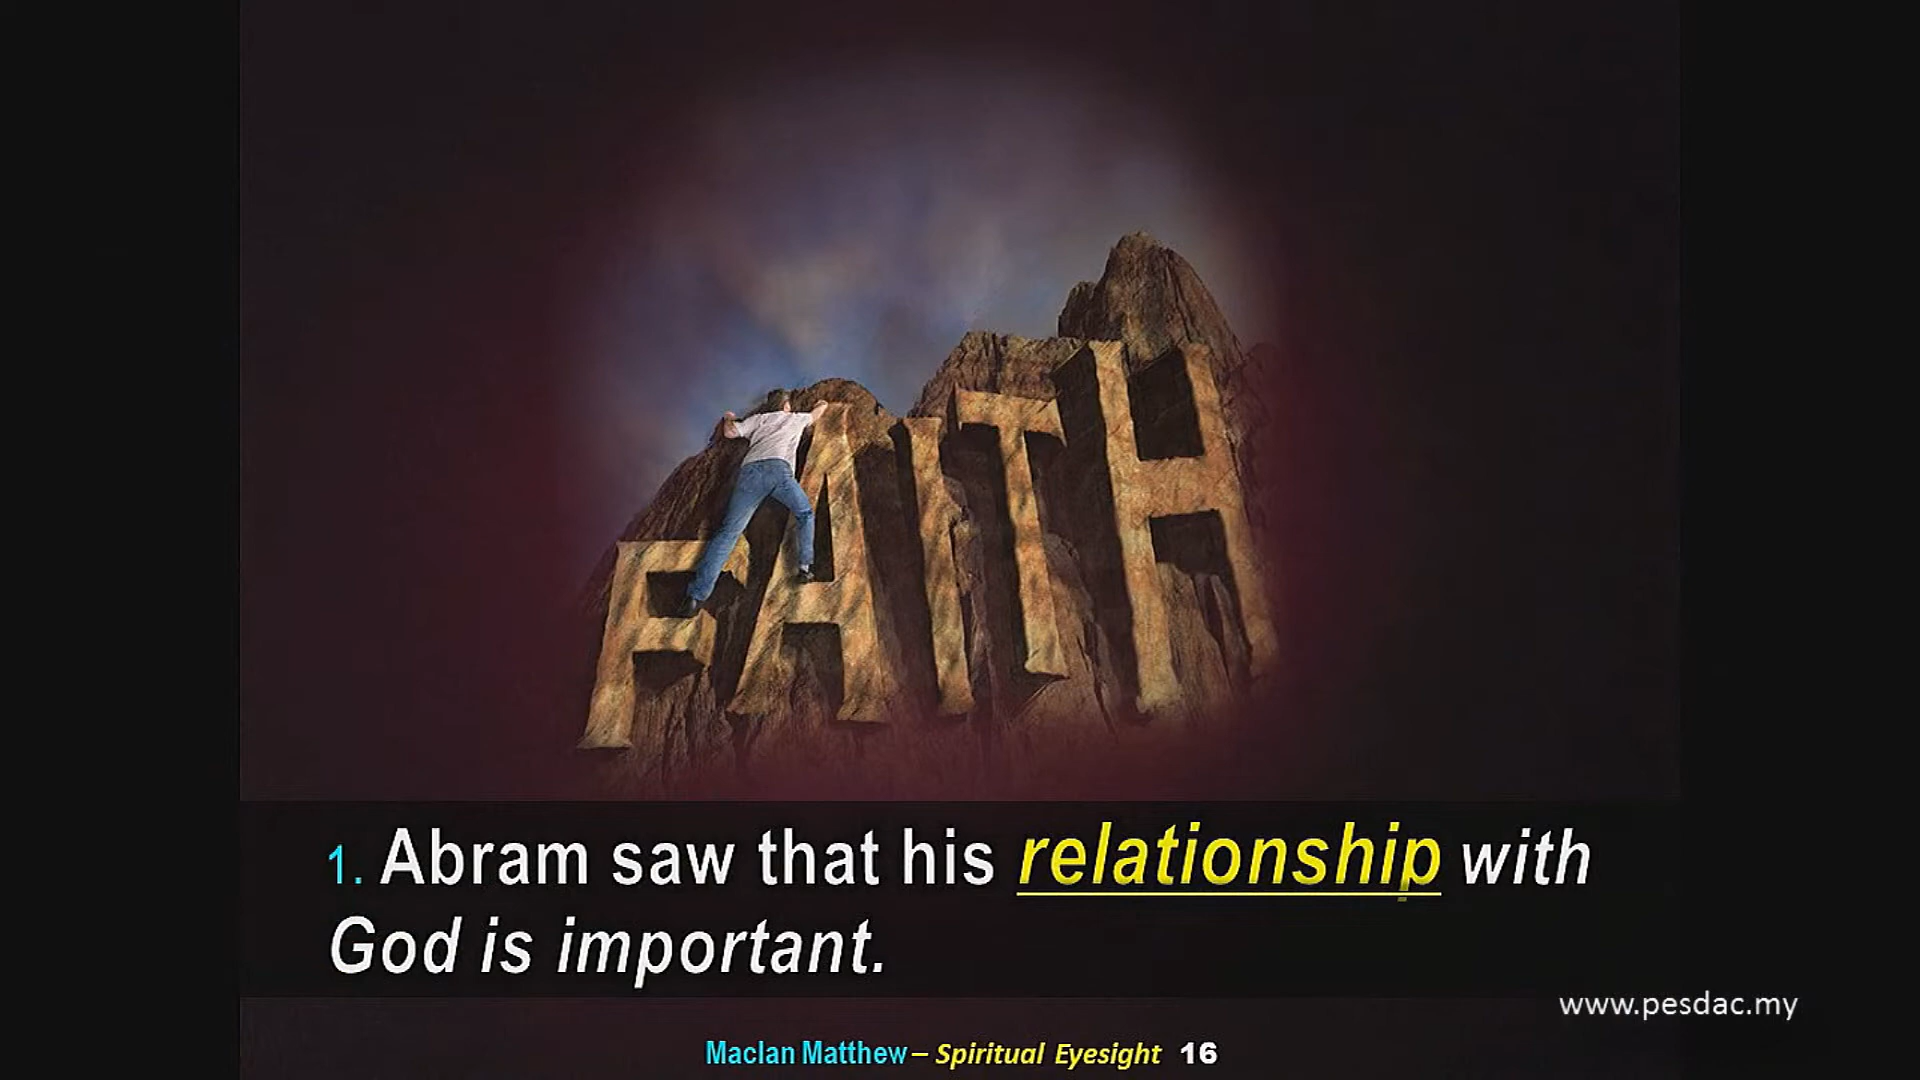 FAITH
1. Abram saw that his relationship with
God is important.
www.pesdac.my
Maclan Matthew – Spiritual Eyesight 16